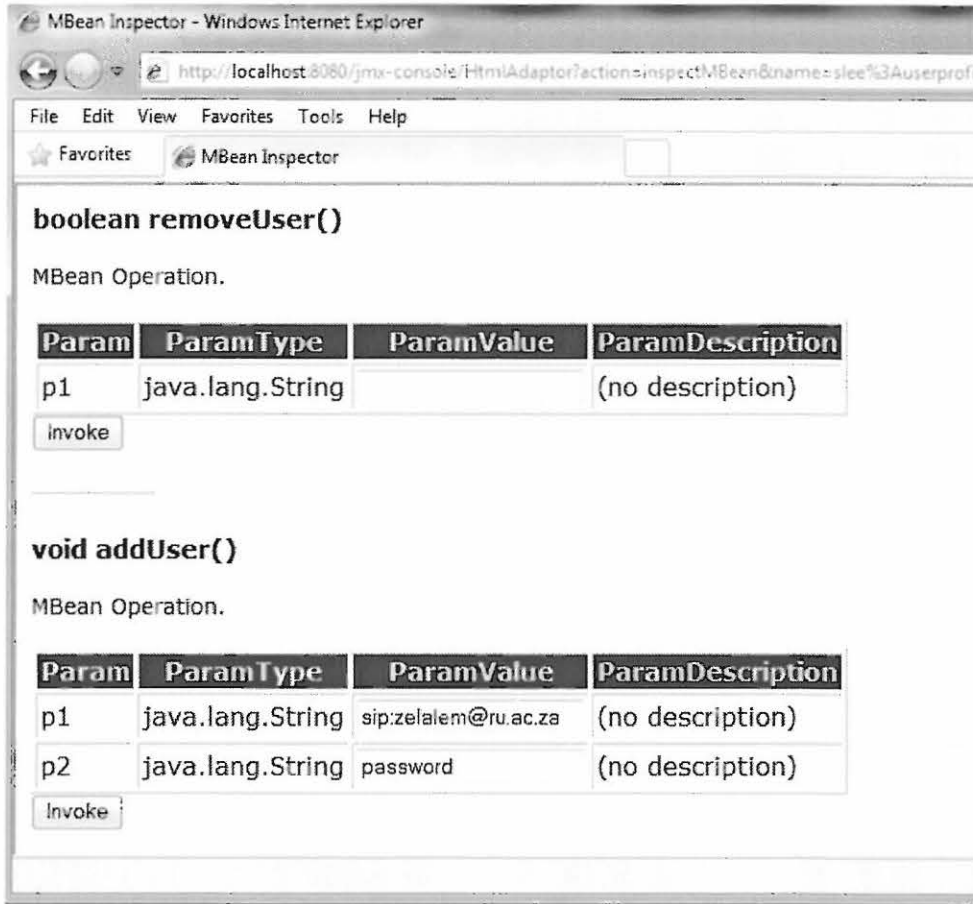 MBean Inspector - Windows Internet Explorer
http://localhost:8080/jmx-console/HtmlAdaptor?action=inspectMBean&name=slee%3Auserprofi
File Edit View Favorites Tools Help
Favorites MBean Inspector
boolean removeUser()
MBean Operation.
Param ParamType ParamValue ParamDescription
p1 java.lang.String (no description)
Invoke
void addUser()
MBean Operation.
Param ParamType ParamValue ParamDescription
p1 java.lang.String sip:zelalem@ru.ac.za (no description)
p2 java.lang.String password (no description)
Invoke